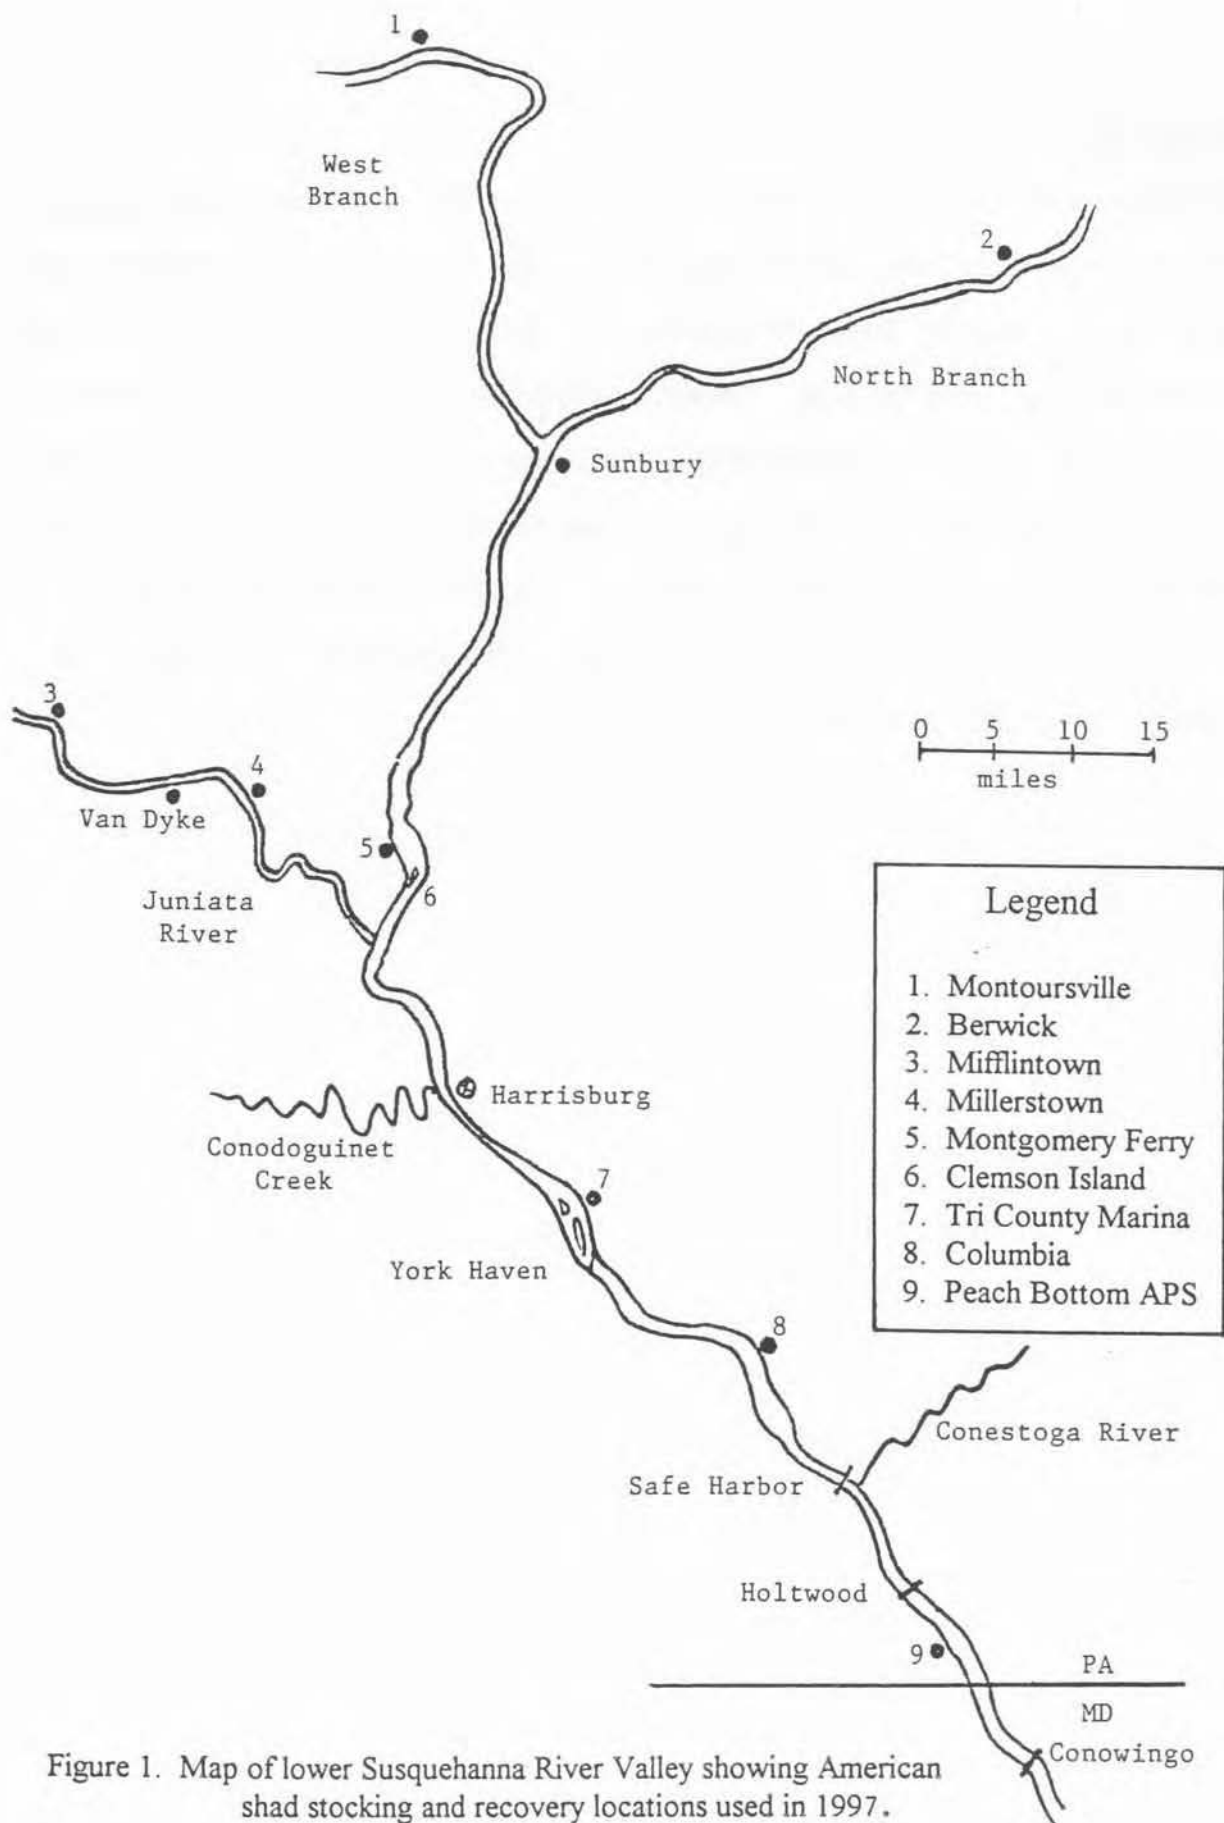 1
West
Branch
2
North Branch
Sunbury
3
0 5 10 15
miles
4
Van Dyke
5
6
Juniata
River
Legend
1. Montoursville
2. Berwick
3. Mifflintown
4. Millerstown
5. Montgomery Ferry
6. Clemson Island
7. Tri County Marina
8. Columbia
9. Peach Bottom APS
Harrisburg
Conodoguinet
Creek
7
York Haven
8
Conestoga River
Safe Harbor
Holtwood
9
PA
MD
Conowingo
Figure 1. Map of lower Susquehanna River Valley showing American
shad stocking and recovery locations used in 1997.